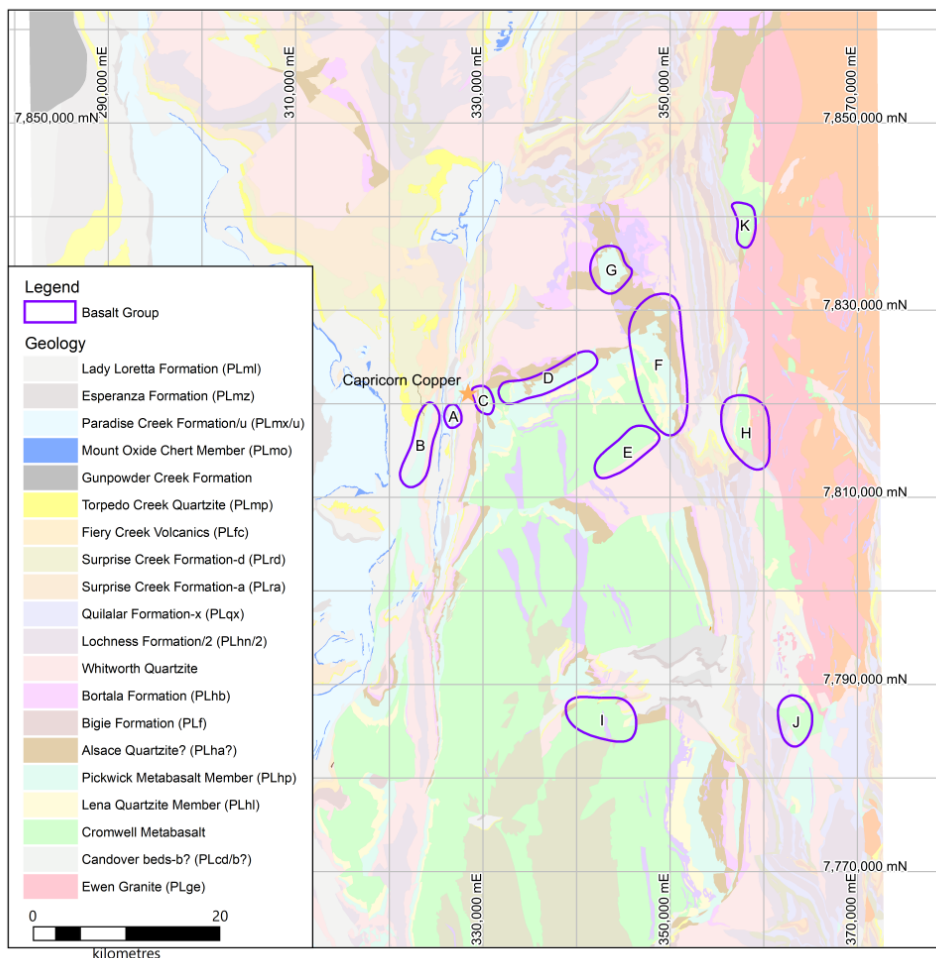 290,000 mE
310,000 mE
330,000 mE
350,000 mE
370,000 mE
7,850,000 mN
7,850,000 mN
K
G
7,830,000 mN
F
D
Capricorn Copper
C
A
H
B
E
7,810,000 mN
7,790,000 mN
I
J
7,770,000 mN
330,000 mE
350,000 mE
370,000 mE
Legend
Basalt Group
Geology
Lady Loretta Formation (PLml)
Esperanza Formation (PLmz)
Paradise Creek Formation/u (PLmx/u)
Mount Oxide Chert Member (PLmo)
Gunpowder Creek Formation
Torpedo Creek Quartzite (PLmp)
Fiery Creek Volcanics (PLfc)
Surprise Creek Formation-d (PLrd)
Surprise Creek Formation-a (PLra)
Quilalar Formation-x (PLqx)
Lochness Formation/2 (PLhn/2)
Whitworth Quartzite
Bortala Formation (PLhb)
Bigie Formation (PLf)
Alsace Quartzite? (PLha?)
Pickwick Metabasalt Member (PLhp)
Lena Quartzite Member (PLhl)
Cromwell Metabasalt
Candover beds-b? (PLcd/b?)
Ewen Granite (PLge)
0 20
kilometres